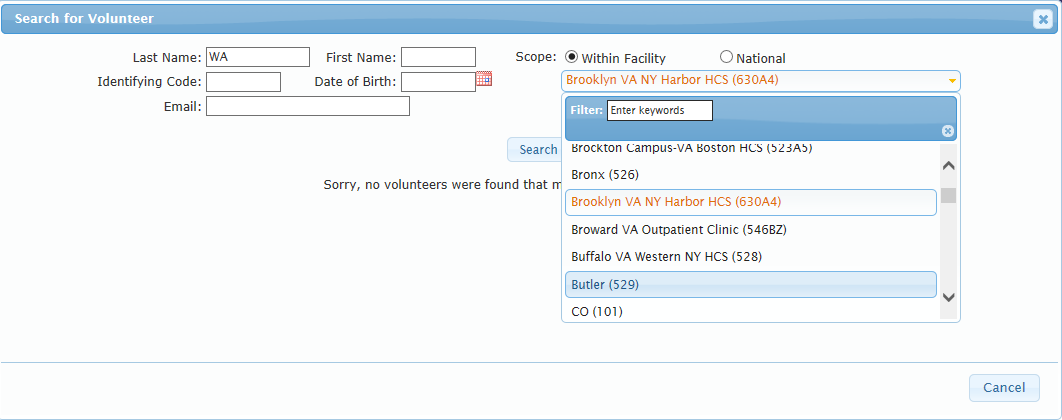 Search for Volunteer
Last Name: WA First Name: Scope: Within Facility National
Identifying Code: Date of Birth: Brooklyn VA NY Harbor HCS (630A4)
Email:
Filter: Enter keywords
Search
Brockton Campus-VA Boston HCS (523A5)
Bronx (526)
Sorry, no volunteers were found that m
Brooklyn VA NY Harbor HCS (630A4)
Broward VA Outpatient Clinic (546BZ)
Buffalo VA Western NY HCS (528)
Butler (529)
CO (101)
Cancel